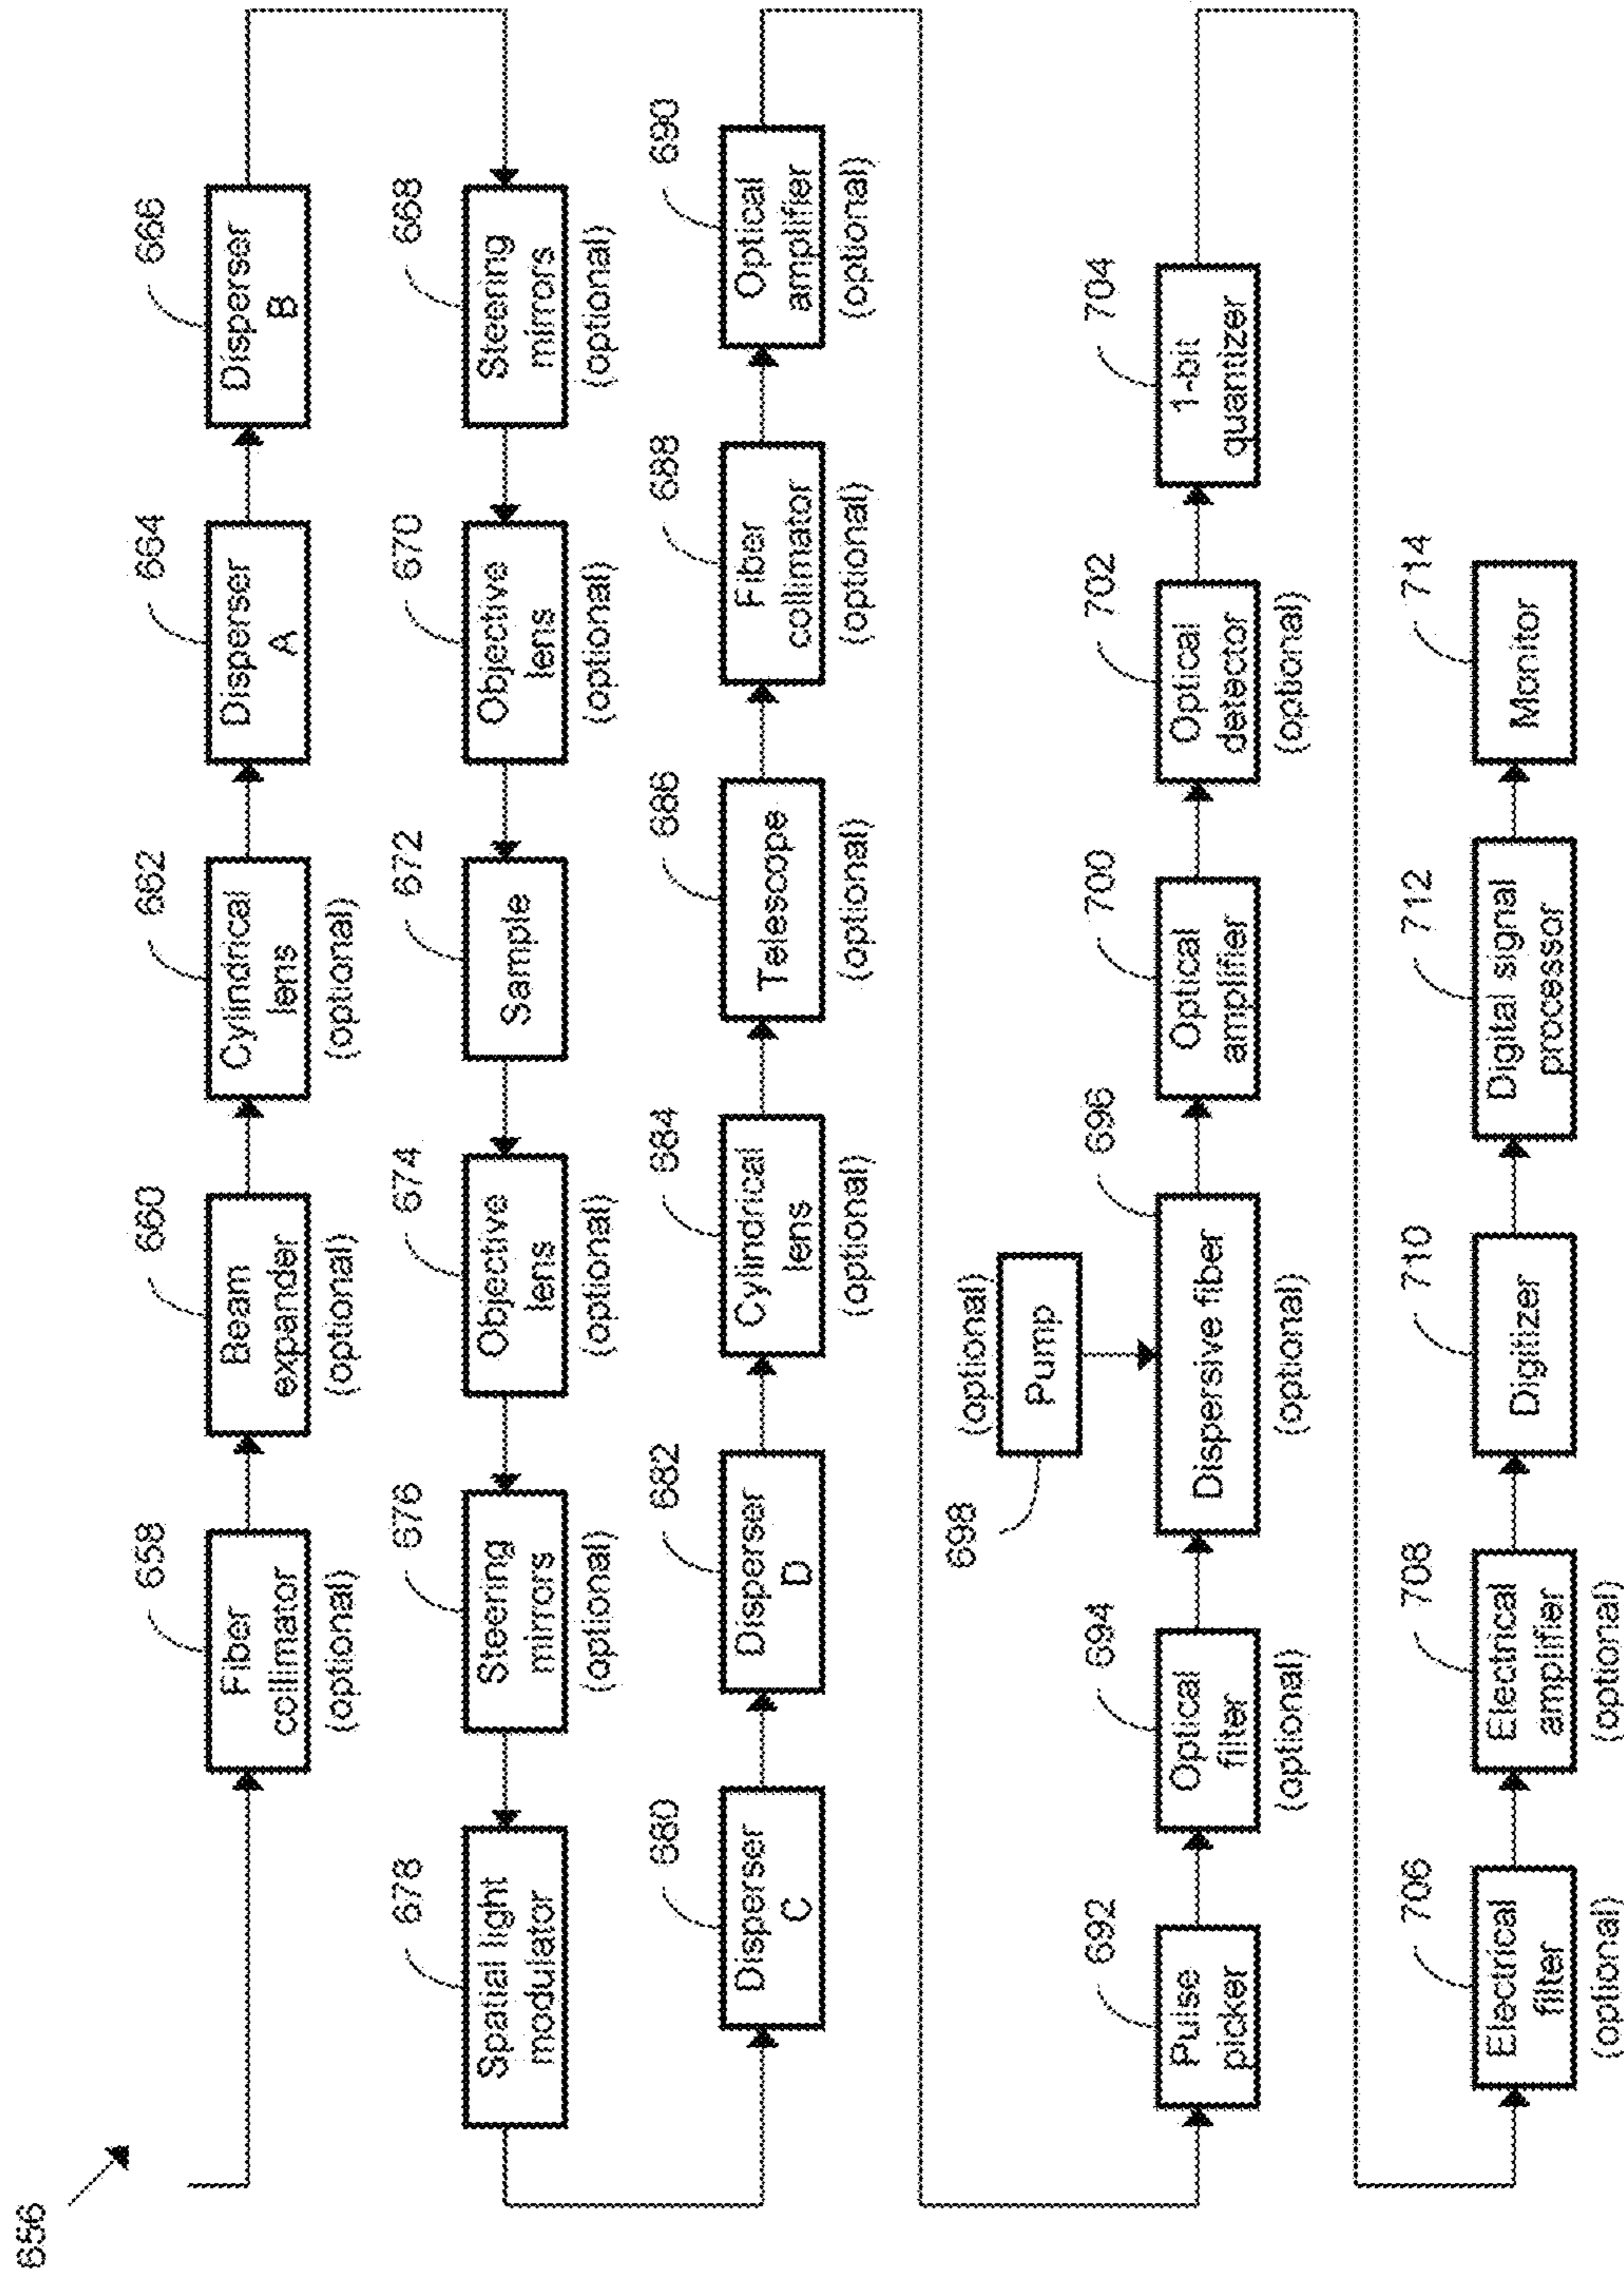 656
658
Fiber
collimator
(optional)
660
Beam
expander
(optional)
662
Cylindrical
lens
(optional)
664
Disperser
A
666
Disperser
B
668
Steering
mirrors
(optional)
670
Objective
lens
(optional)
672
Sample
674
Objective
lens
(optional)
676
Steering
mirrors
(optional)
678
Spatial light
modulator
680
Disperser
C
682
Disperser
D
684
Cylindrical
lens
(optional)
686
Telescope
(optional)
688
Fiber
collimator
(optional)
690
Optical
amplifier
(optional)
692
Pulse
picker
694
Optical
filter
(optional)
696
Dispersive fiber
(optional)
698
(optional)
Pump
700
Optical
amplifier
702
Optical
detector
(optional)
704
1-bit
quantizer
706
Electrical
filter
(optional)
708
Electrical
amplifier
(optional)
710
Digitizer
712
Digital signal
processor
714
Monitor